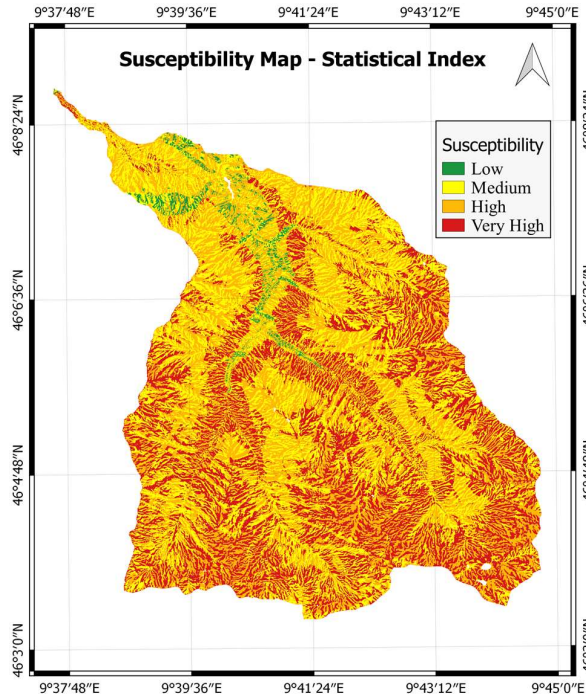 9°37′48″E 9°39′36″E 9°41′24″E 9°43′12″E 9°45′0″E
Susceptibility Map - Statistical Index
46°8′24″N
Susceptibility
Low
Medium
High
Very High
46°6′36″N
46°4′48″N
46°3′0″N
9°37′48″E 9°39′36″E 9°41′24″E 9°43′12″E 9°45′0″E